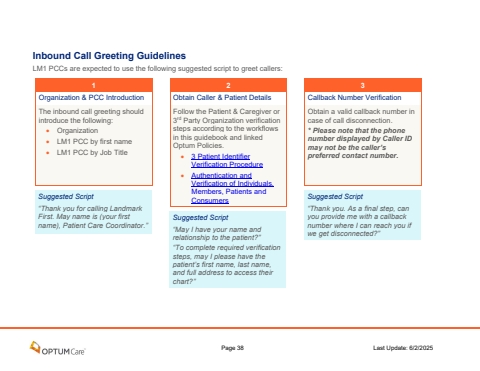 Inbound Call Greeting Guidelines
LM1 PCCs are expected to use the following suggested script to greet callers:
1
Organization & PCC Introduction
The inbound call greeting should
introduce the following:
• Organization
• LM1 PCC by first name
• LM1 PCC by Job Title
Suggested Script
"Thank you for calling Landmark
First. May name is (your first
name), Patient Care Coordinator."
2
Obtain Caller & Patient Details
Follow the Patient & Caregiver or
3rd Party Organization verification
steps according to the workflows
in this guidebook and linked
Optum Policies.
• 3 Patient Identifier
Verification Procedure
• Authentication and
Verification of Individuals,
Members, Patients and
Consumers
Suggested Script
"May I have your name and
relationship to the patient?"
"To complete required verification
steps, may I please have the
patient's first name, last name,
and full address to access their
chart?"
3
Callback Number Verification
Obtain a valid callback number in
case of call disconnection.
* Please note that the phone
number displayed by Caller ID
may not be the caller's
preferred contact number.
Suggested Script
"Thank you. As a final step, can
you provide me with a callback
number where I can reach you if
we get disconnected?"
OPTUMCare
Page 38
Last Update: 6/2/2025